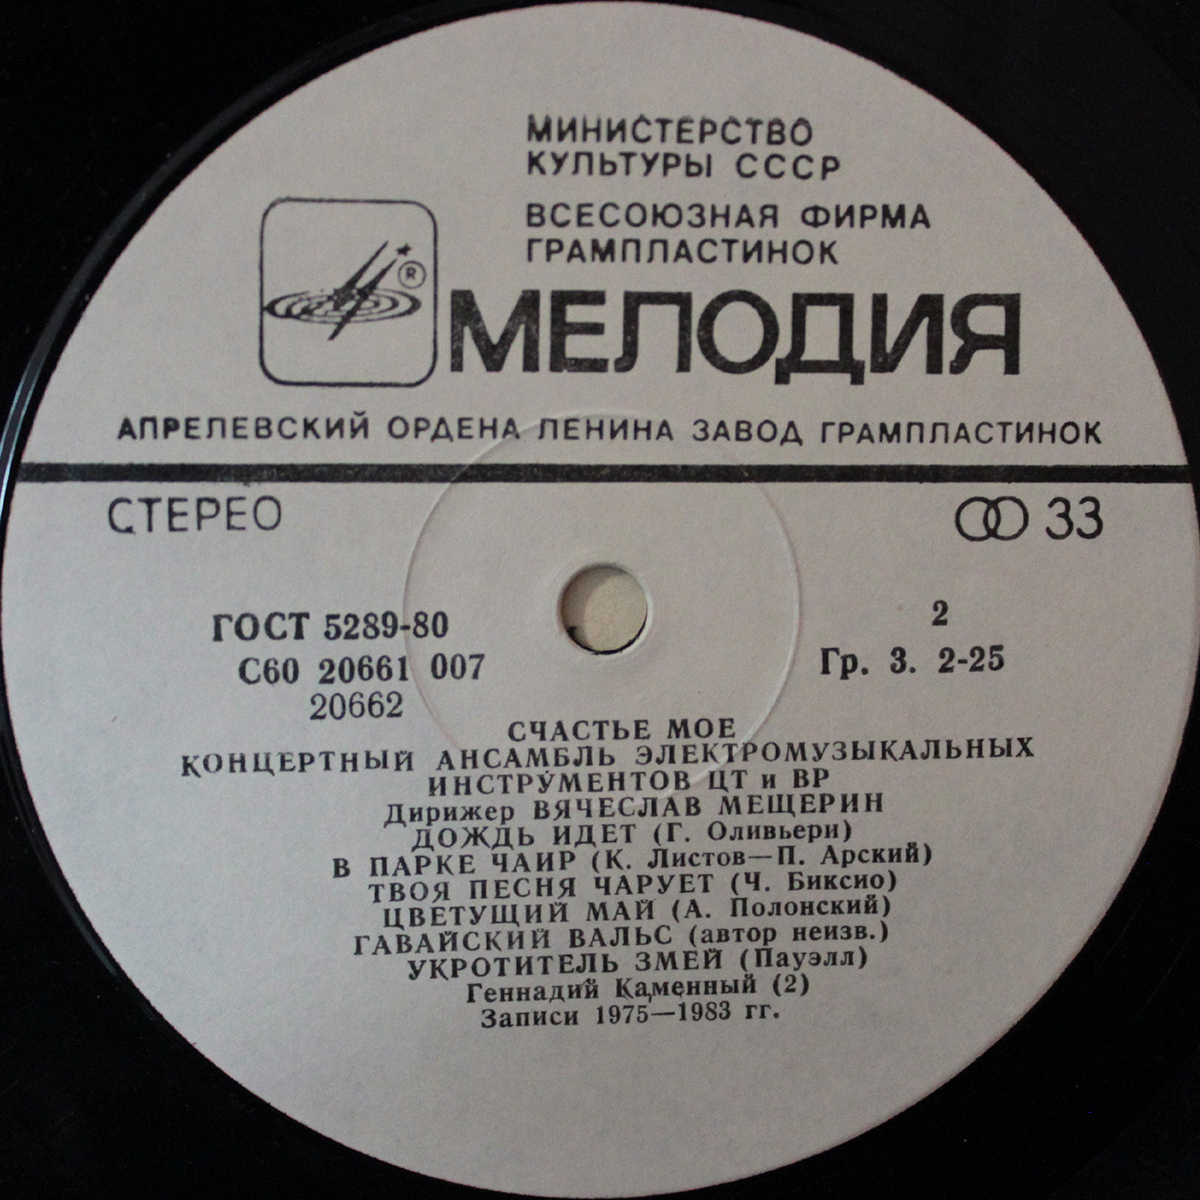 МИНИСТЕРСТВО
КУЛЬТУРЫ СССР
ВСЕСОЮЗНАЯ ФИРМА
ГРАМПЛАСТИНОК
®
МЕЛОДИЯ
АПРЕЛЕВСКИЙ ОРДЕНА ЛЕНИНА ЗАВОД ГРАМПЛАСТИНОК
СТЕРЕО
33
ГОСТ 5289-80
С60 20661 007
20662
2
Гр. 3. 2-25
СЧАСТЬЕ МОЕ
КОНЦЕРТНЫЙ АНСАМБЛЬ ЭЛЕКТРОМУЗЫКАЛЬНЫХ
ИНСТРУМЕНТОВ ЦТ и ВР
Дирижер ВЯЧЕСЛАВ МЕЩЕРИН
ДОЖДЬ ИДЕТ (Г. Оливьери)
В ПАРКЕ ЧАИР (К. Листов—П. Арский)
ТВОЯ ПЕСНЯ ЧАРУЕТ (Ч. Биксио)
ЦВЕТУЩИЙ МАЙ (А. Полонский)
ГАВАЙСКИЙ ВАЛЬС (автор неизв.)
УКРОТИТЕЛЬ ЗМЕЙ (Пауэлл)
Геннадий Каменный (2)
Записи 1975—1983 гг.